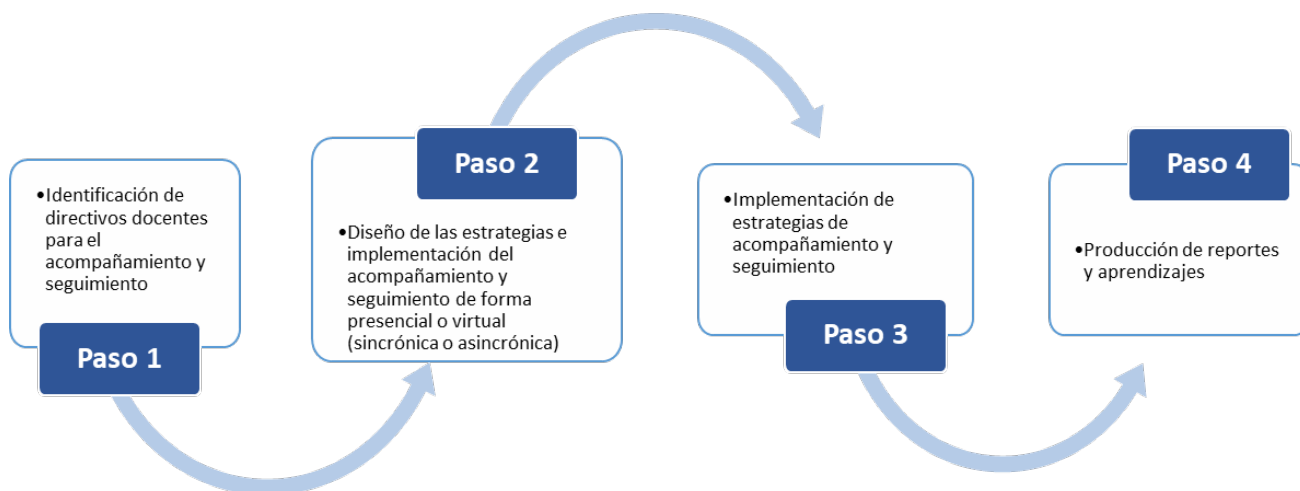 Paso 1
•Identificación de
directivos docentes
para el
acompañamiento y
seguimiento
Paso 2
•Diseño de las estrategias e
implementación del
acompañamiento y
seguimiento de forma
presencial o virtual
(sincrónica o asincrónica)
Paso 3
•Implementación de
estrategias de
acompañamiento y
seguimiento
Paso 4
•Producción de reportes
y aprendizajes